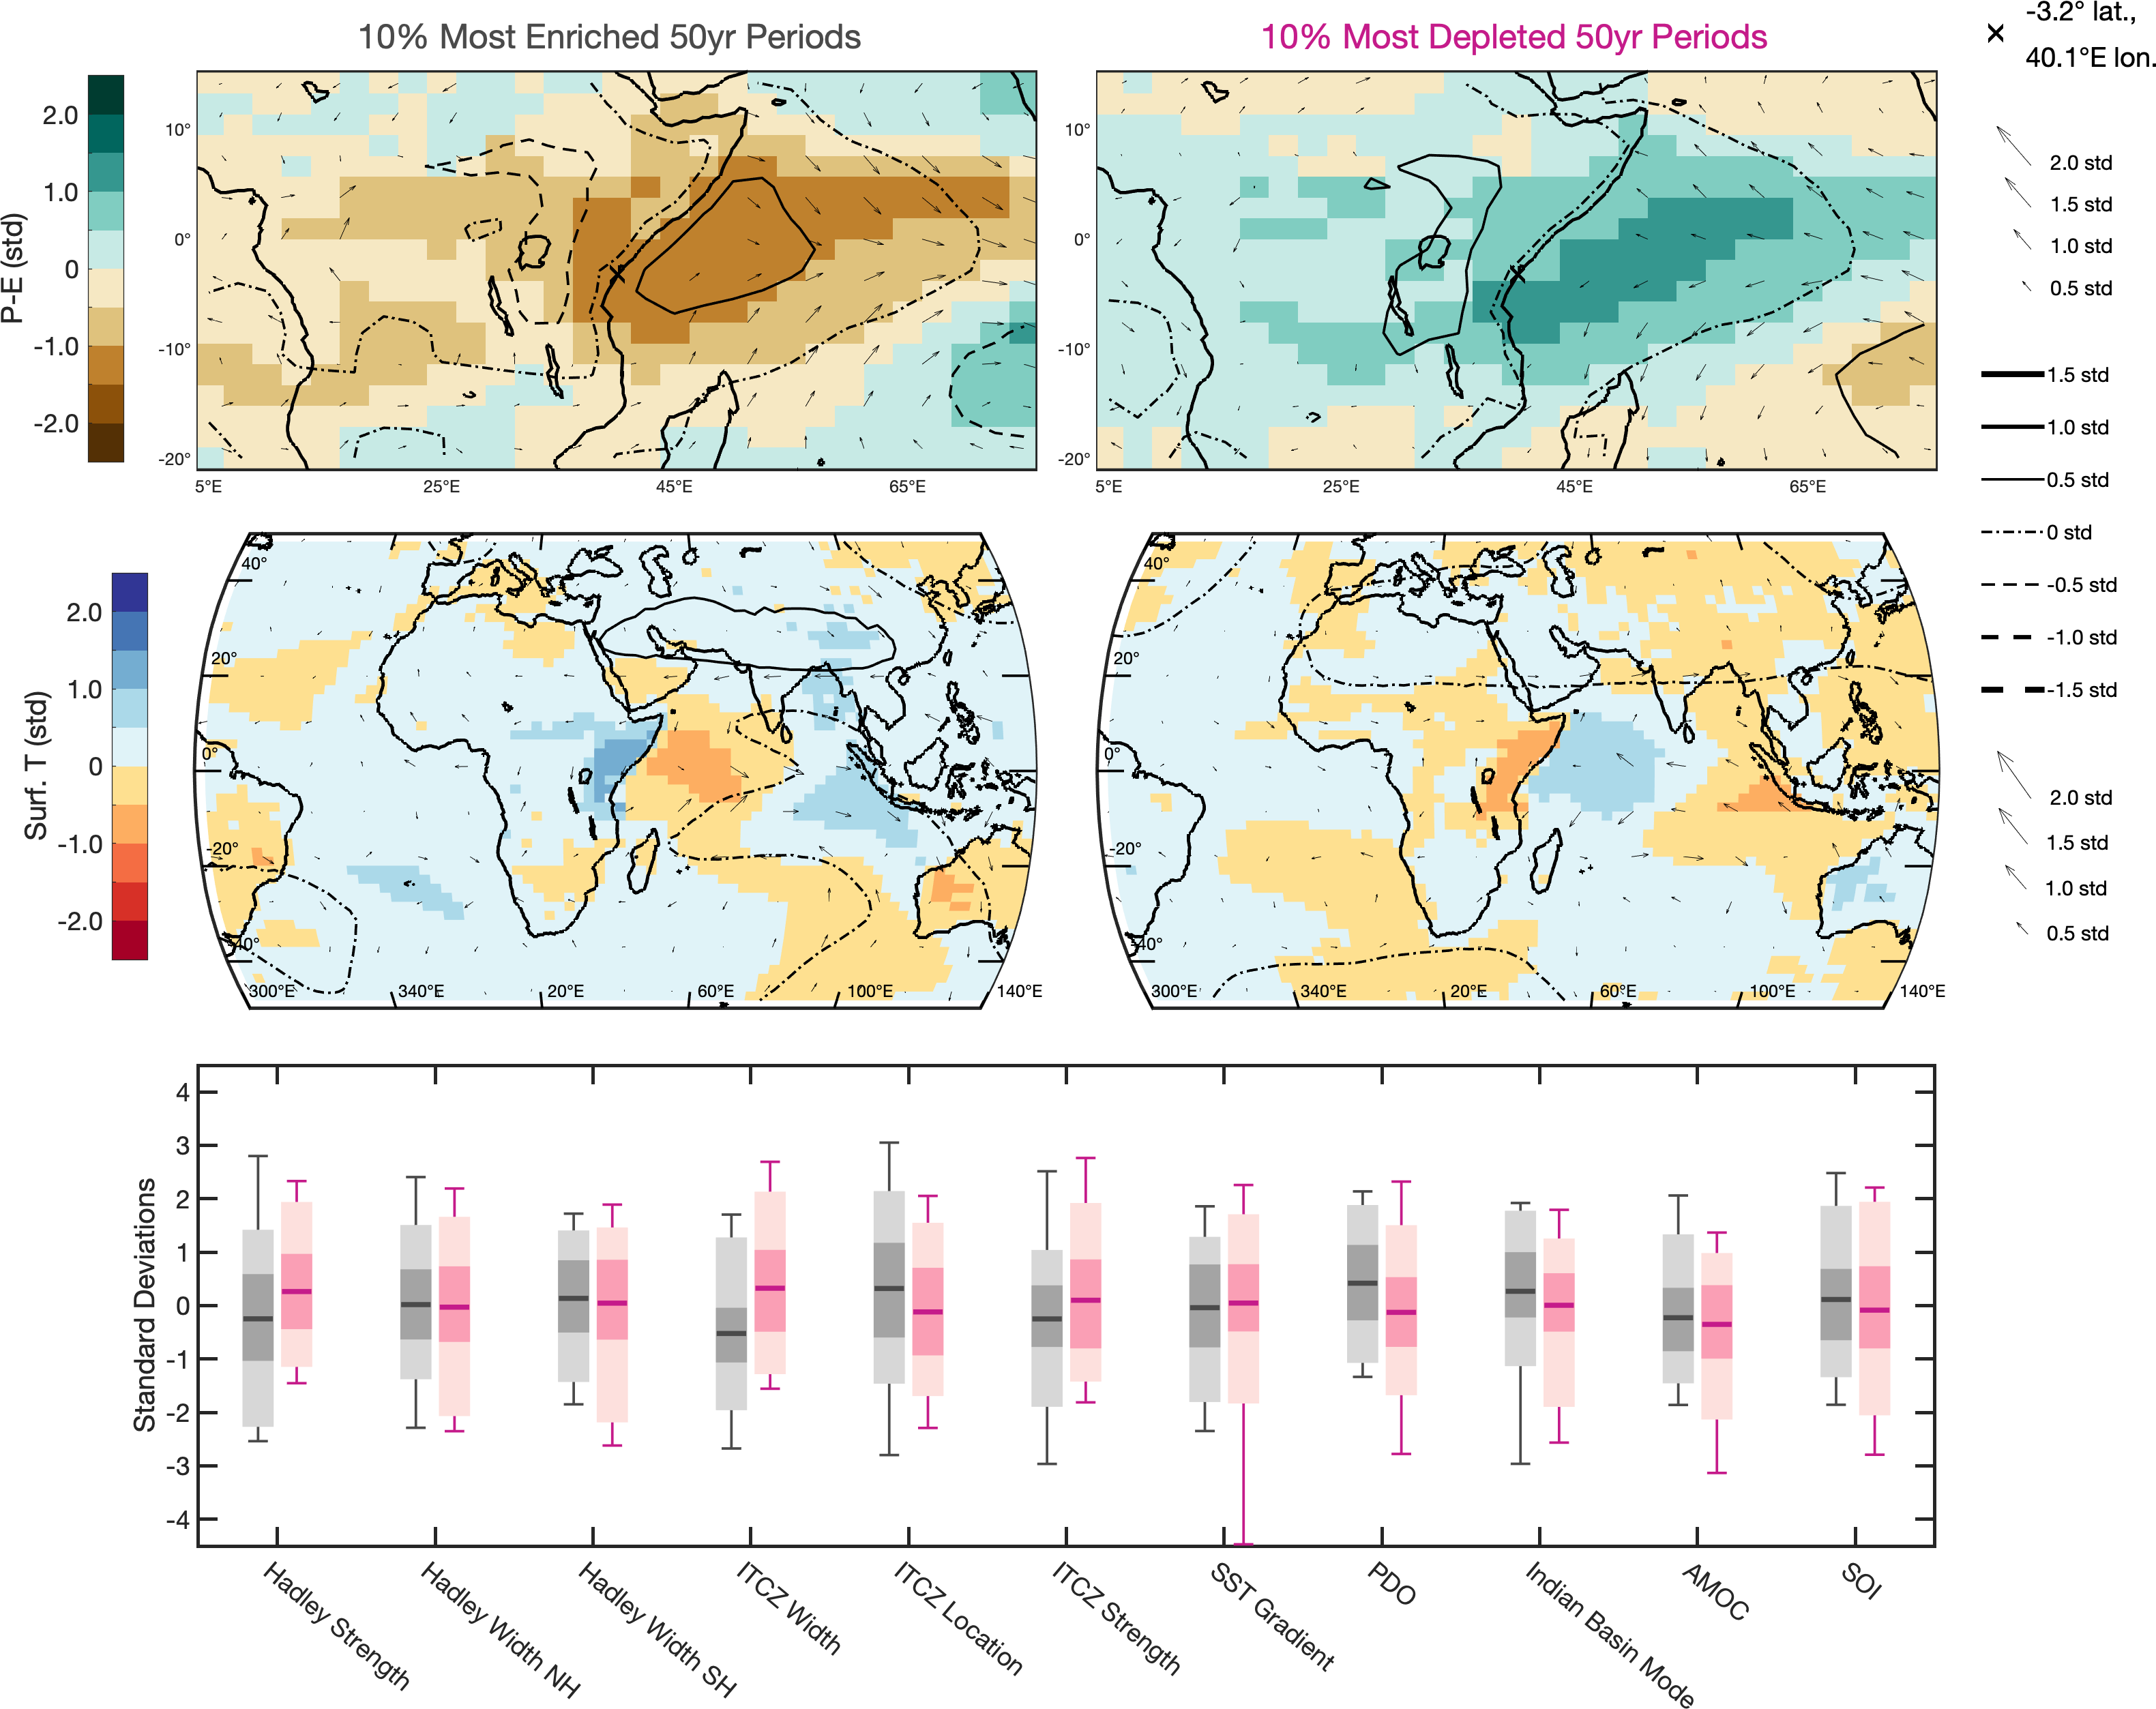 10% Most Enriched 50yr Periods
10% Most Depleted 50yr Periods
-3.2° lat.,
40.1°E lon.
P-E (std)
2.0
1.0
0
-1.0
-2.0
10°
0°
-10°
-20°
5°E
25°E
45°E
65°E
10°
0°
-10°
-20°
5°E
25°E
45°E
65°E
2.0 std
1.5 std
1.0 std
0.5 std
1.5 std
1.0 std
0.5 std
0 std
-0.5 std
-1.0 std
-1.5 std
Surf. T (std)
2.0
1.0
0
-1.0
-2.0
40°
20°
0°
-20°
-40°
300°E
340°E
20°E
60°E
100°E
140°E
40°
20°
0°
-20°
-40°
300°E
340°E
20°E
60°E
100°E
140°E
2.0 std
1.5 std
1.0 std
0.5 std
Standard Deviations
4
3
2
1
0
-1
-2
-3
-4
Hadley Strength
Hadley Width NH
Hadley Width SH
ITCZ Width
ITCZ Location
ITCZ Strength
SST Gradient
PDO
Indian Basin Mode
AMOC
SOI